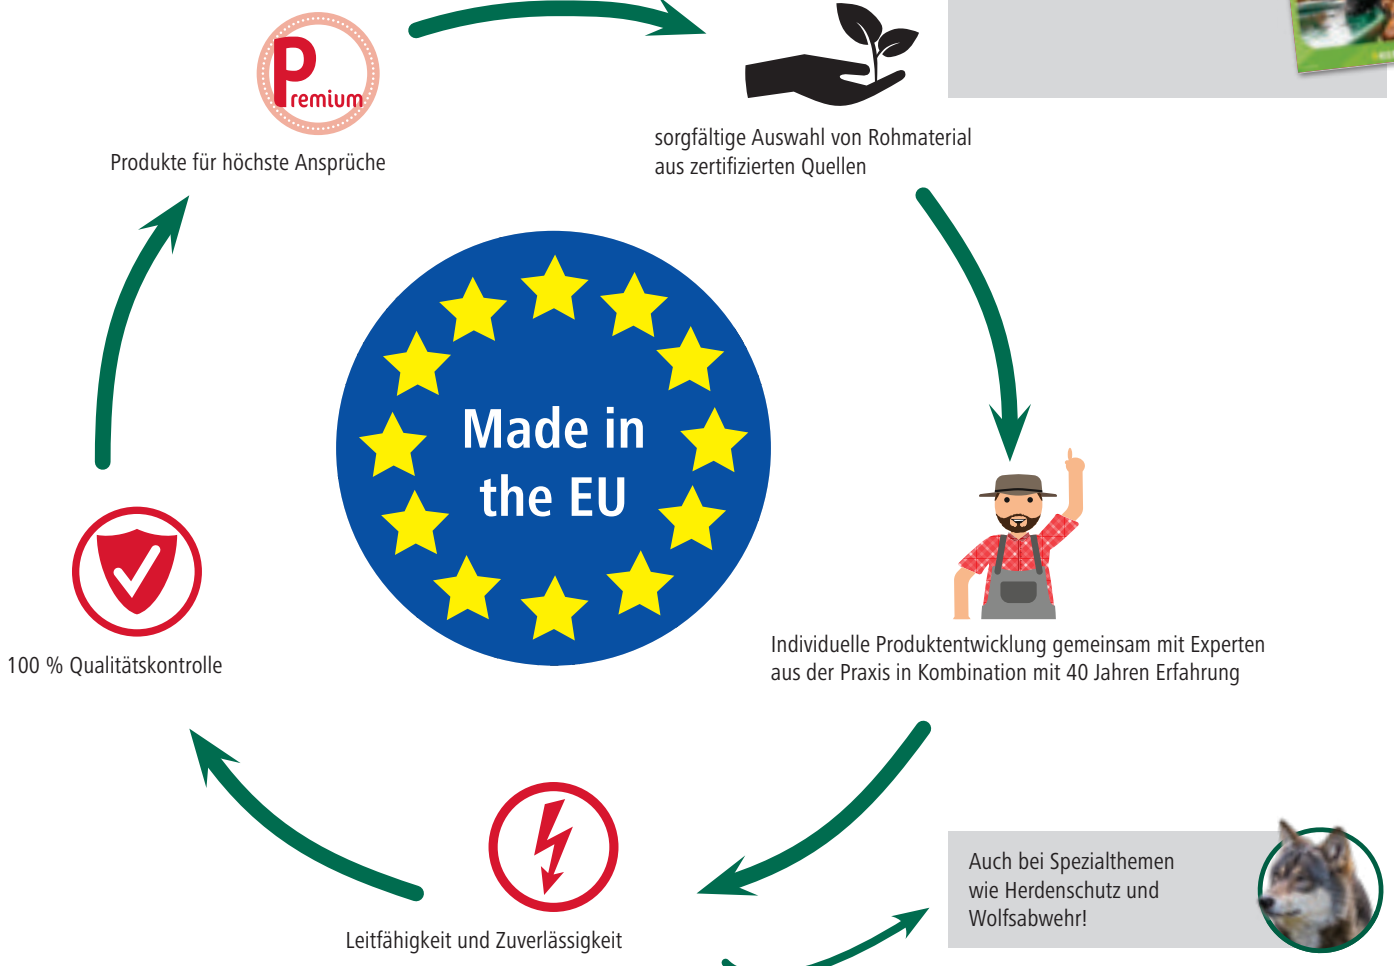 Premium
Produkte für höchste Ansprüche
sorgfältige Auswahl von Rohmaterial
aus zertifizierten Quellen
Made in
the EU
100 % Qualitätskontrolle
Individuelle Produktentwicklung gemeinsam mit Experten
aus der Praxis in Kombination mit 40 Jahren Erfahrung
Leitfähigkeit und Zuverlässigkeit
Auch bei Spezialthemen
wie Herdenschutz und
Wolfsabwehr!